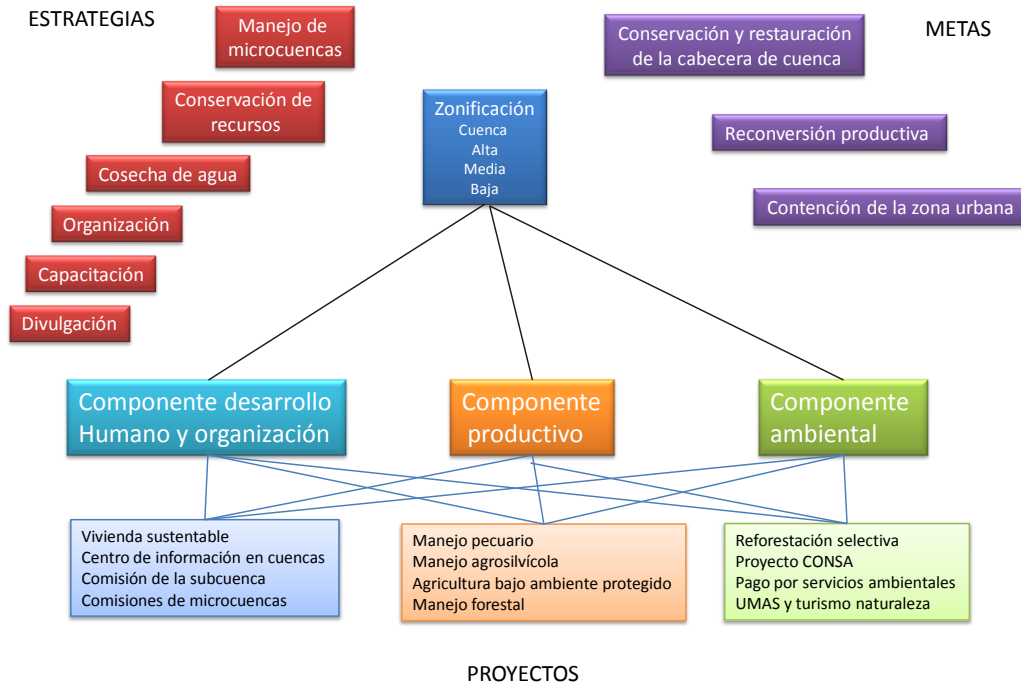 ESTRATEGIAS
Manejo de
microcuencas
Conservación de
recursos
Cosecha de agua
Organización
Capacitación
Divulgación
Zonificación
Cuenca
Alta
Media
Baja
METAS
Conservación y restauración
de la cabecera de cuenca
Reconversión productiva
Contención de la zona urbana
Componente desarrollo
Humano y organización
Componente
productivo
Componente
ambiental
Vivienda sustentable
Centro de información en cuencas
Comisión de la subcuenca
Comisiones de microcuencas
Manejo pecuario
Manejo agrosilvícola
Agricultura bajo ambiente protegido
Manejo forestal
Reforestación selectiva
Proyecto CONSA
Pago por servicios ambientales
UMAS y turismo naturaleza
PROYECTOS